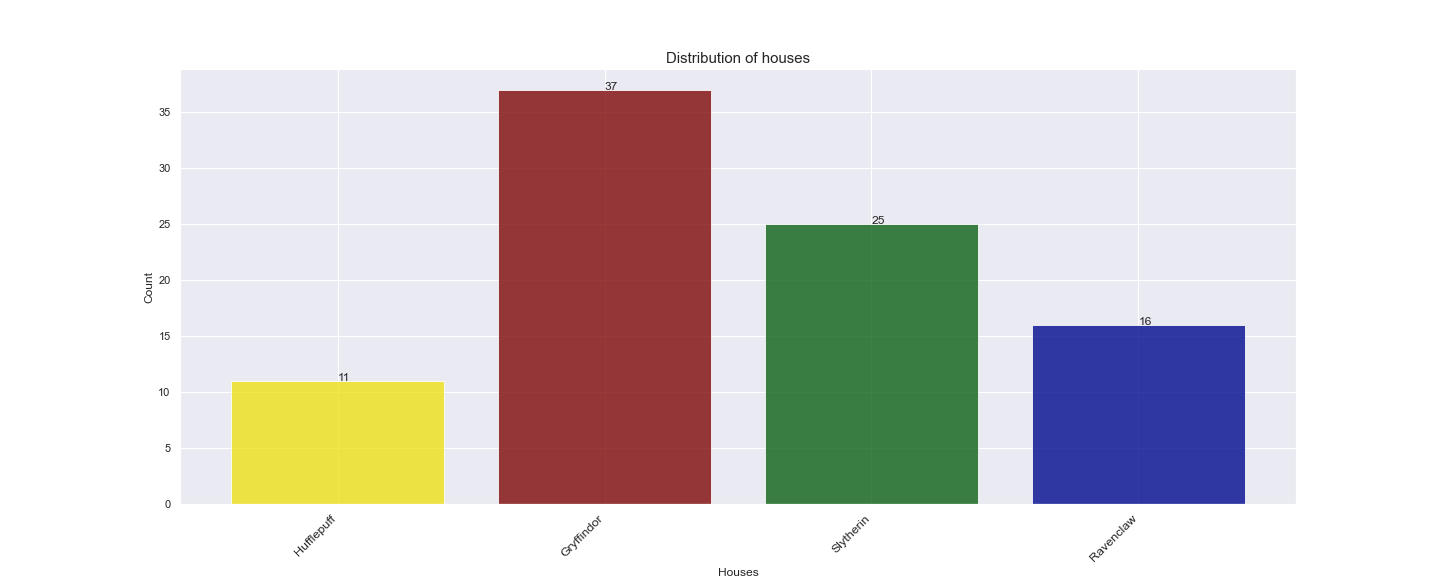 Distribution of houses
Count
35
30
25
20
15
10
5
0
11
37
25
16
Hufflepuff
Gryffindor
Slytherin
Ravenclaw
Houses